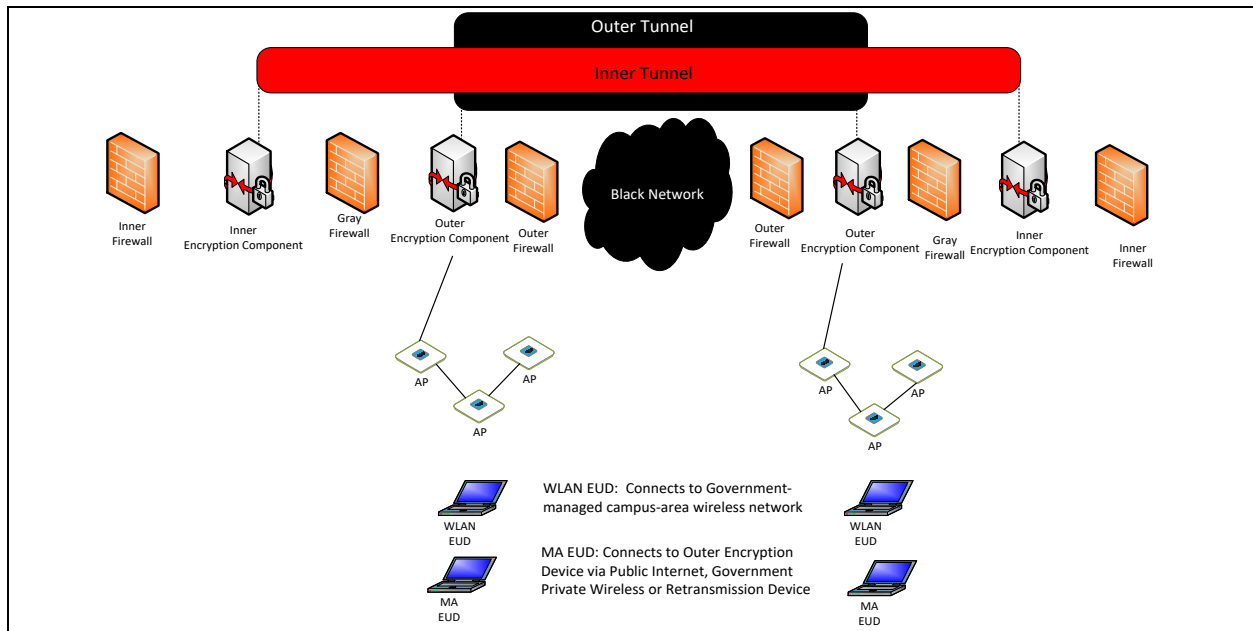 Outer Tunnel
Inner Tunnel
Black Network
Inner
Firewall
Inner
Encryption Component
Gray
Firewall
Outer
Encryption Component
Outer
Firewall
Outer
Firewall
Outer
Encryption Component
Gray
Firewall
Inner
Encryption Component
Inner
Firewall
AP
AP
AP
AP
AP
AP
WLAN
EUD
WLAN EUD: Connects to Government-
managed campus-area wireless network
WLAN
EUD
MA
EUD
MA EUD: Connects to Outer Encryption
Device via Public Internet, Government
Private Wireless or Retransmission Device
MA
EUD